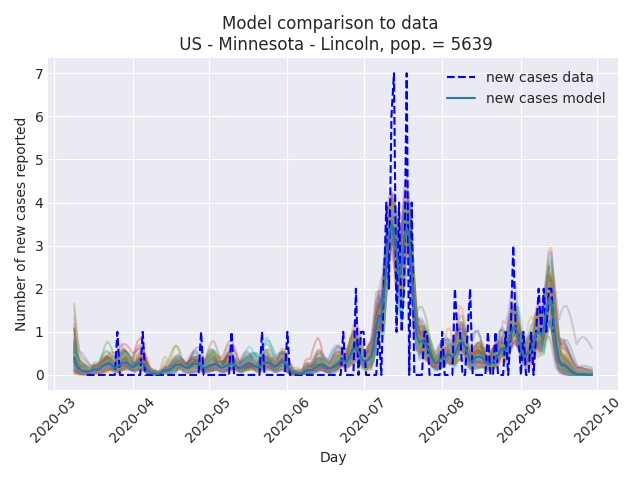 Model comparison to data
US - Minnesota - Lincoln, pop. = 5639
new cases data
new cases model
Number of new cases reported
7
6
5
4
3
2
1
0
2020-03
2020-04
2020-05
2020-06
2020-07
2020-08
2020-09
2020-10
Day